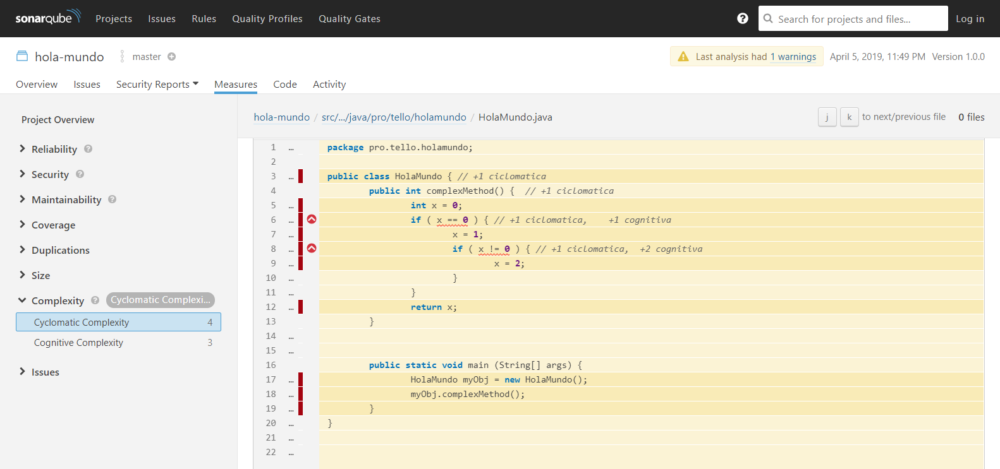 sonarqube Projects Issues Rules Quality Profiles Quality Gates ? Search for projects and files... Log in
hola-mundo master Last analysis had 1 warnings April 5, 2019, 11:49 PM Version 1.0.0
Overview Issues Security Reports Measures Code Activity
Project Overview
Reliability ?
Security ?
Maintainability ?
Coverage
Duplications
Size
Complexity ? Cyclomatic Complexi...
Cyclomatic Complexity 4
Cognitive Complexity 3
Issues
hola-mundo / src/.../java/pro/tello/holamundo / HolaMundo.java j k to next/previous file 0 files
1 ... package pro.tello.holamundo;
2
3 ... public class HolaMundo { // +1 ciclomatica
4 public int complexMethod() { // +1 ciclomatica
5 ... int x = 0;
6 ... if ( x == 0 ) { // +1 ciclomatica, +1 cognitiva
7 ... x = 1;
8 ... if ( x != 0 ) { // +1 ciclomatica, +2 cognitiva
9 ... x = 2;
10 ... }
11 ... }
12 ... return x;
13 }
14 ...
15 ...
16 public static void main (String[] args) {
17 ... HolaMundo myObj = new HolaMundo();
18 ... myObj.complexMethod();
19 ... }
20 ... }
21 ...
22 ...